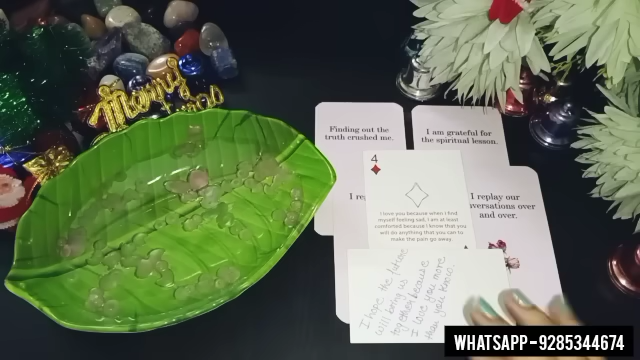 Merry
Finding out the
truth crushed me.
I am grateful for
the spiritual lesson.
4
I love you because when I find
myself feeling sad, I am at least
comforted because I know that you
will do anything that you can to
make the pain go away.
I replay our
conversations over
and over.
I hope the future
will bring us
together because
I love you more
than you know.
WHATSAPP-9285344674